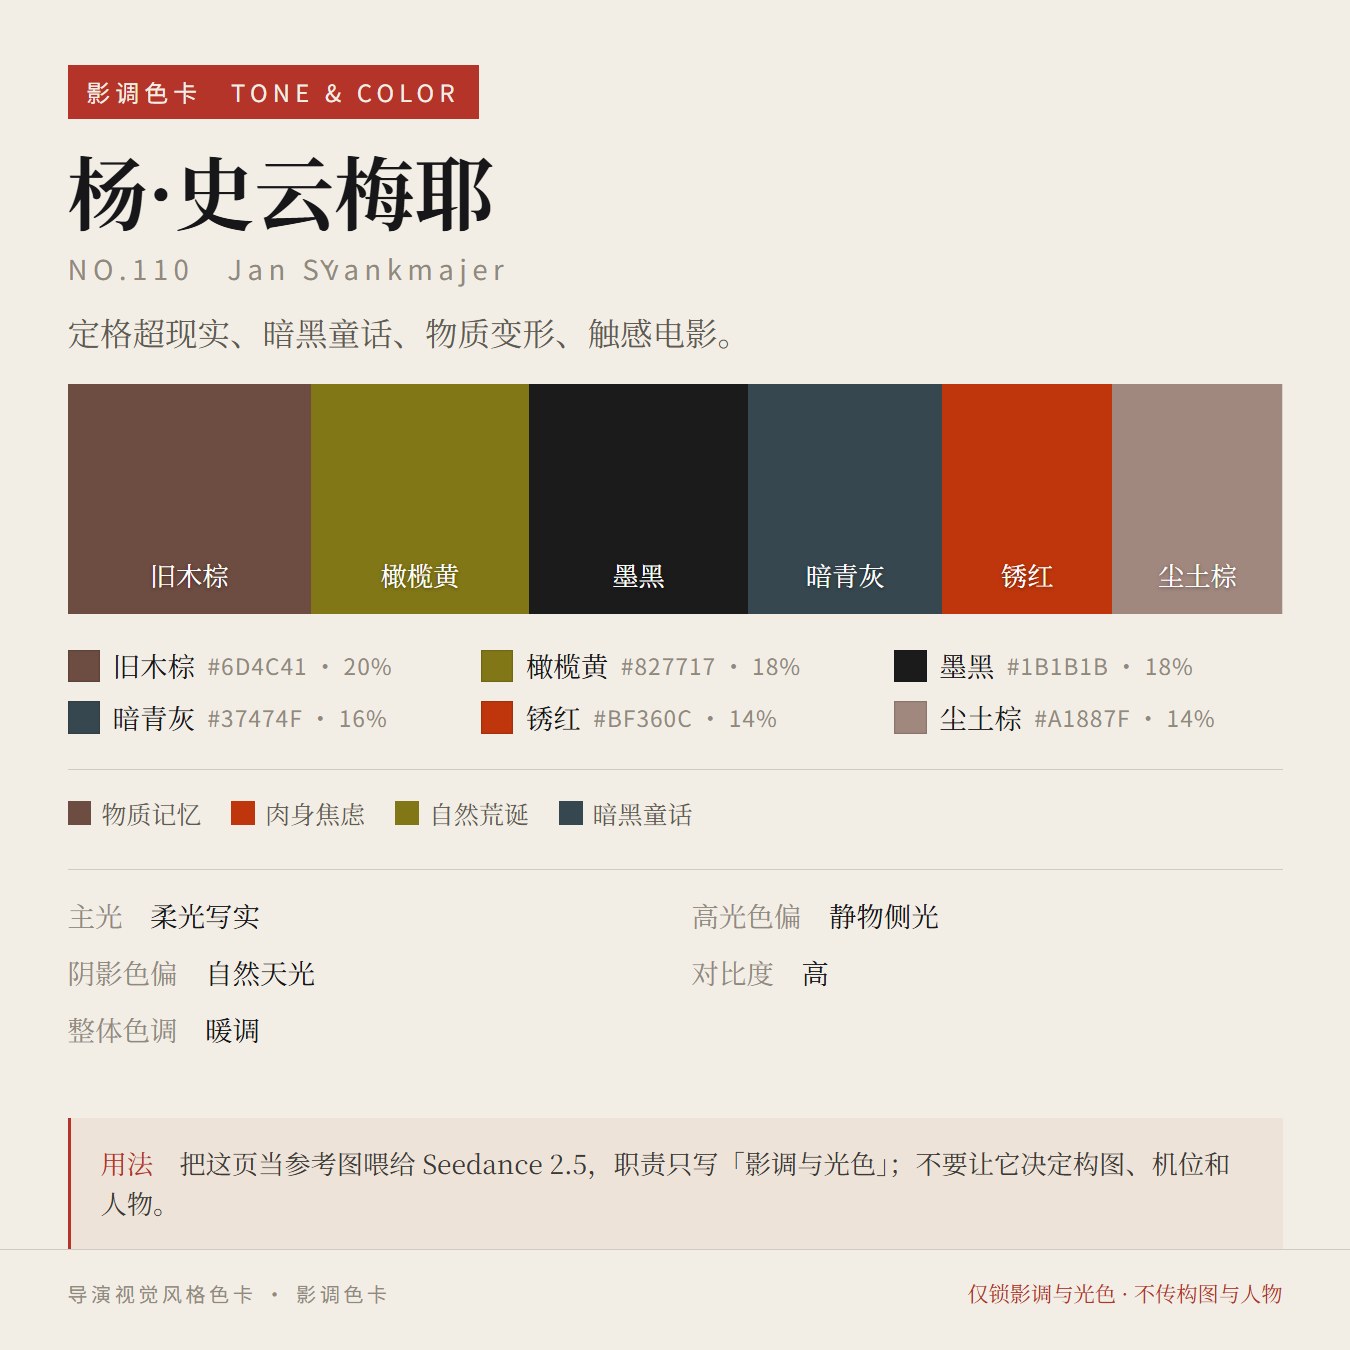 影调色卡 TONE & COLOR
杨·史云梅耶
NO.110 Jan Švankmajer
定格超现实、暗黑童话、物质变形、触感电影。
旧木棕 橄榄黄 墨黑 暗青灰 锈红 尘土棕
旧木棕 #6D4C41 · 20% 橄榄黄 #827717 · 18% 墨黑 #1B1B1B · 18%
暗青灰 #37474F · 16% 锈红 #BF360C · 14% 尘土棕 #A1887F · 14%
物质记忆 肉身焦虑 自然荒诞 暗黑童话
主光 柔光写实 高光色偏 静物侧光
阴影色偏 自然天光 对比度 高
整体色调 暖调
用法 把这页当参考图喂给 Seedance 2.5，职责只写「影调与光色」；不要让它决定构图、机位和
人物。
导演视觉风格色卡 · 影调色卡 仅锁影调与光色 · 不传构图与人物